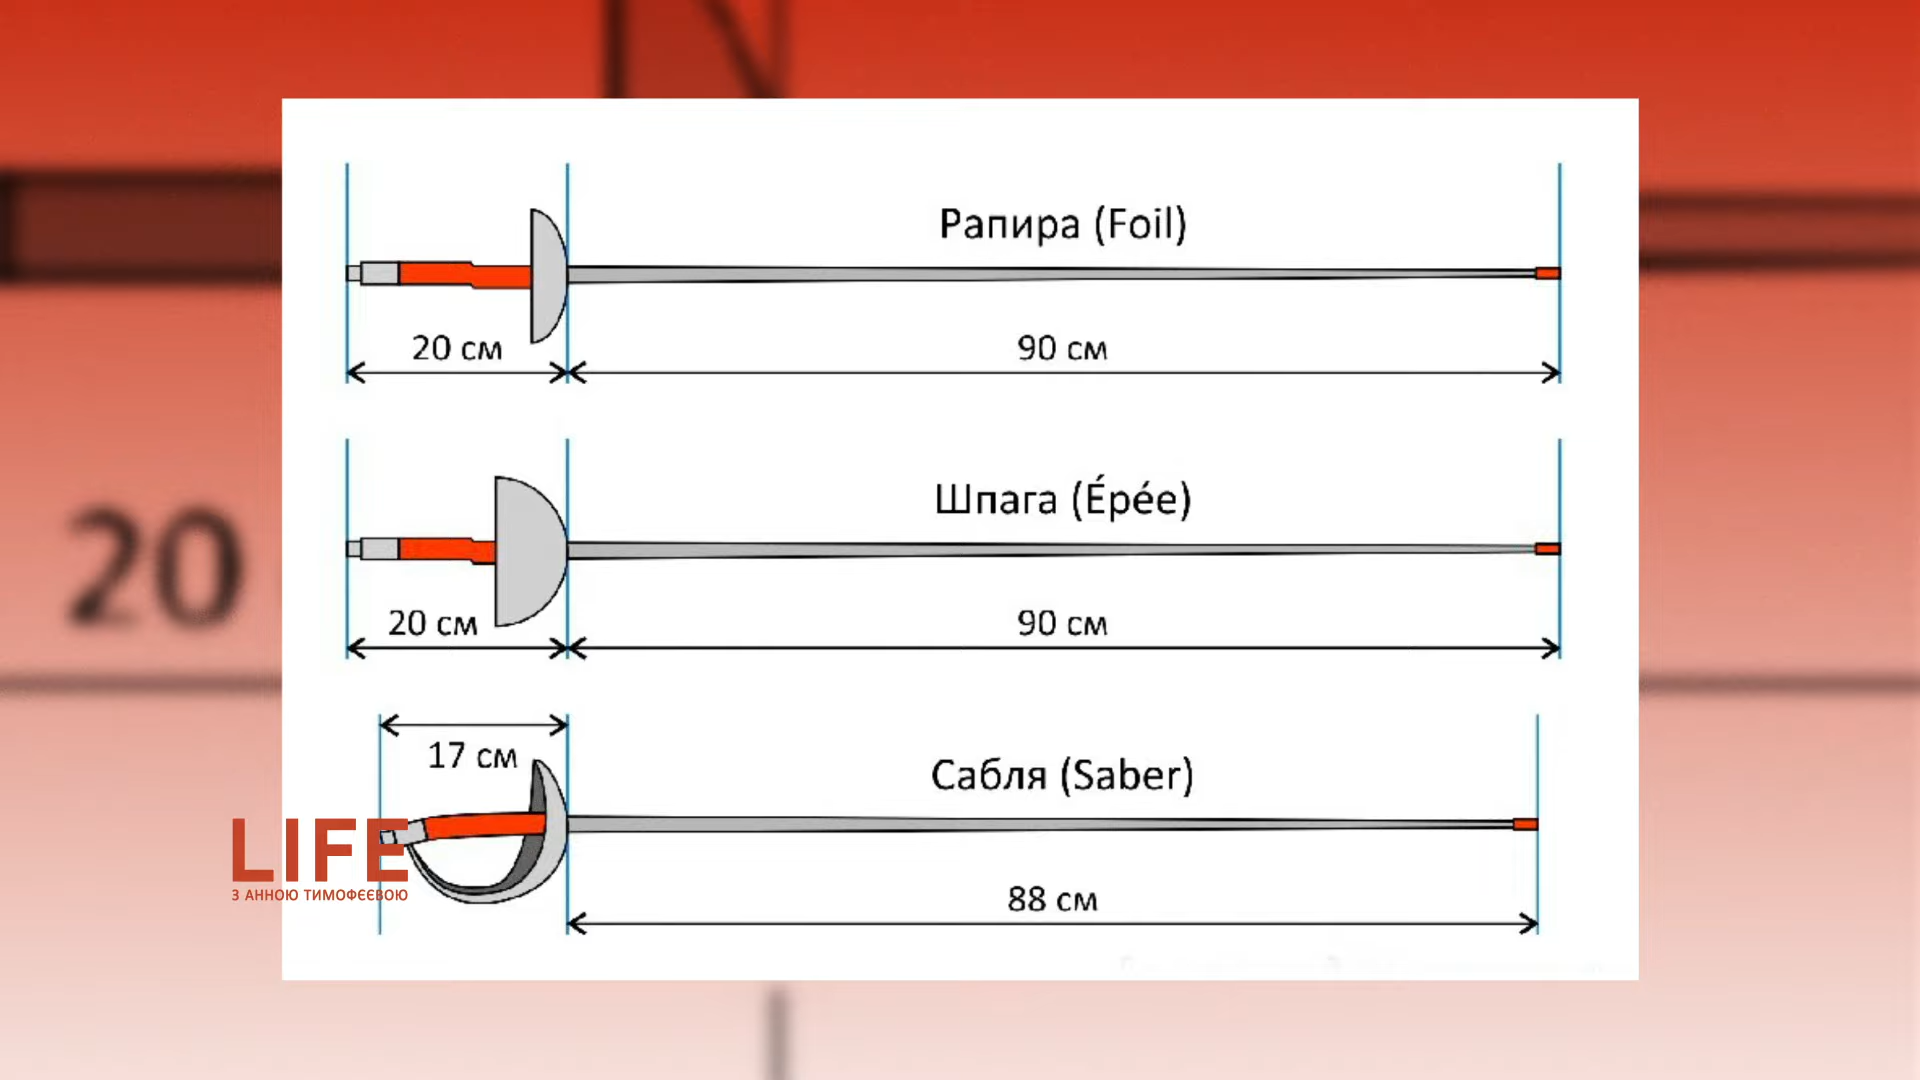 Рапира (Foil)
20 см
90 см
Шпага (Épée)
20 см
90 см
17 см
Сабля (Saber)
88 см
LIFE
З АННОЮ ТИМОФЄЄВОЮ
20